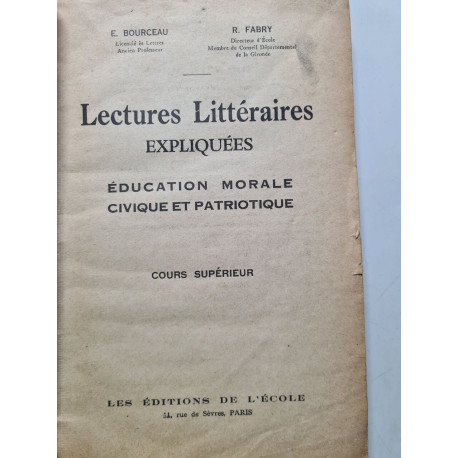 E. BOURCEAU
Licencié ès Lettres
Ancien Professeur
R. FABRY
Directeur d'École
Membre du Conseil Départemental
de la Gironde
Lectures Littéraires
EXPLIQUÉES
ÉDUCATION MORALE
CIVIQUE ET PATRIOTIQUE
COURS SUPÉRIEUR
LES ÉDITIONS DE L'ÉCOLE
rue de Sèvres, PARIS